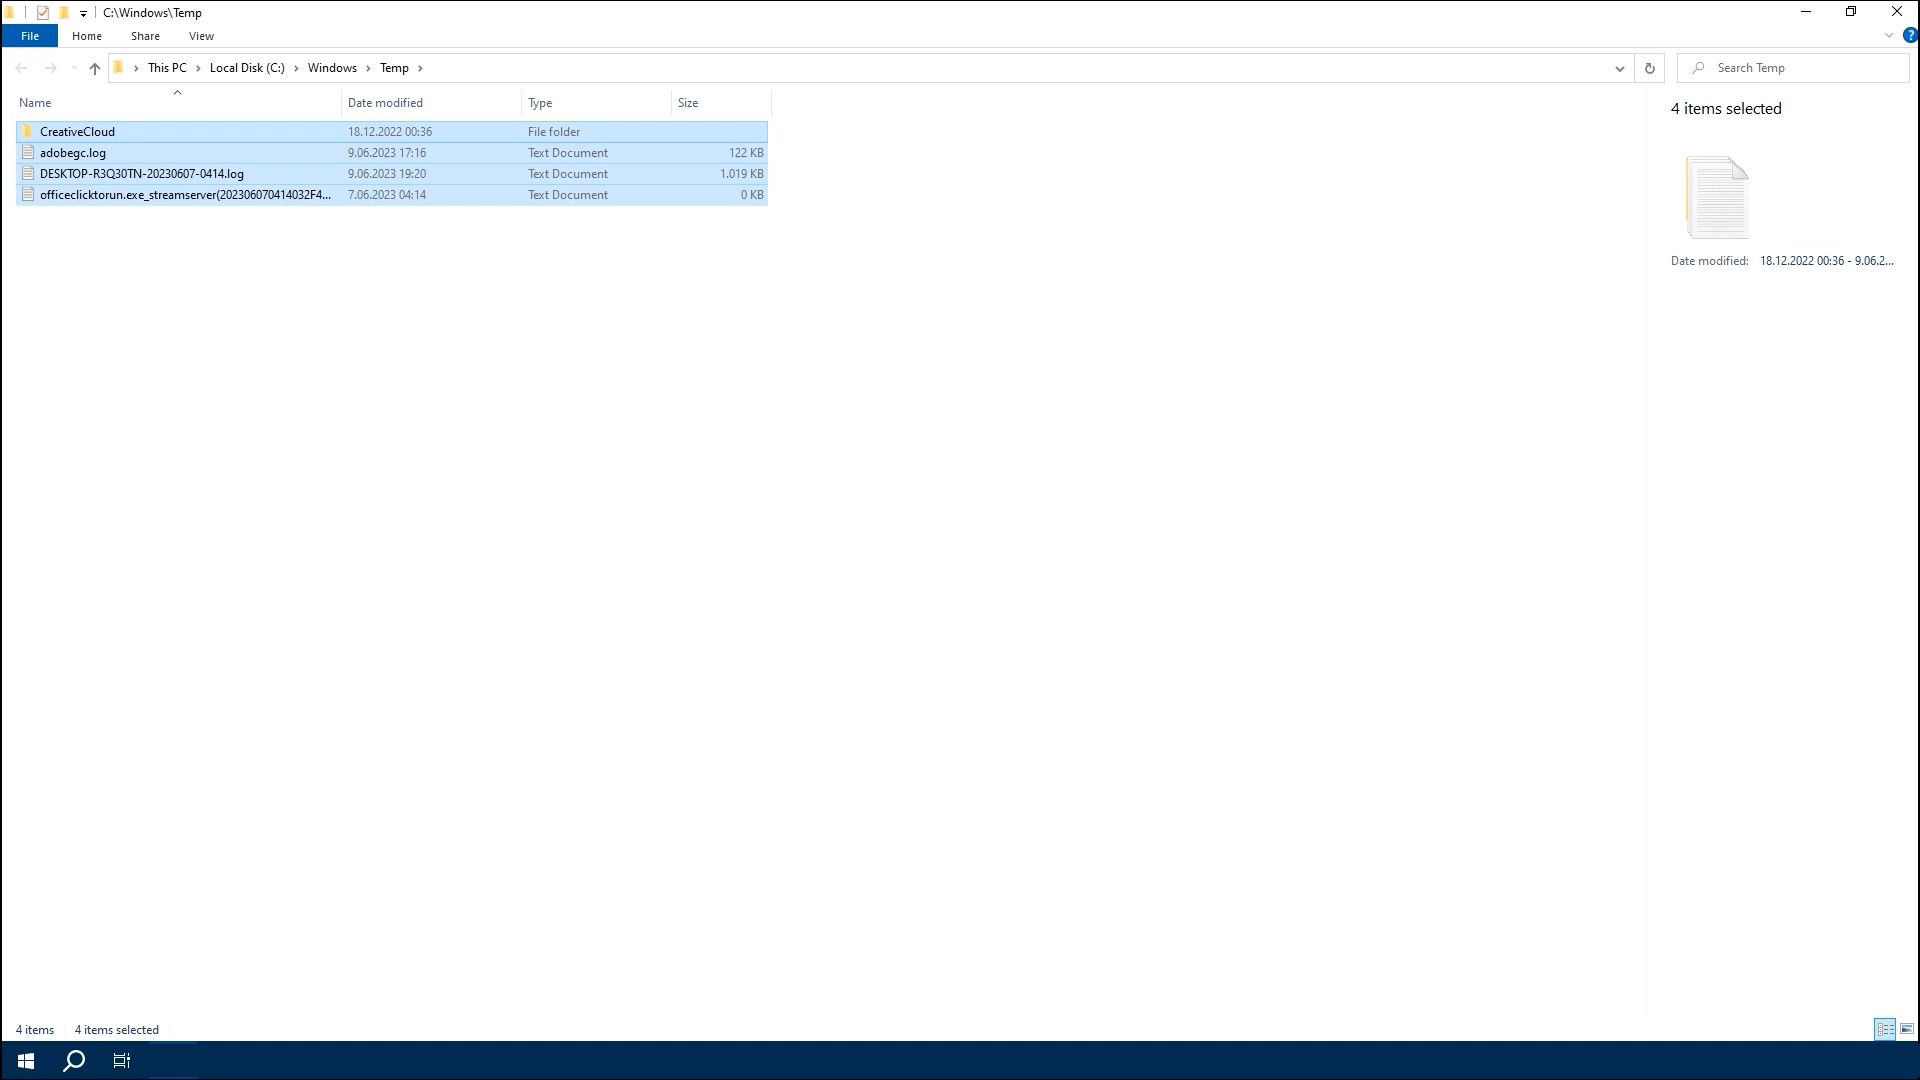 C:\Windows\Temp
File Home Share View
This PC Local Disk (C:) Windows Temp Search Temp
Name Date modified Type Size
CreativeCloud 18.12.2022 00:36 File folder
adobegc.log 9.06.2023 17:16 Text Document 122 KB
DESKTOP-R3Q30TN-20230607-0414.log 9.06.2023 19:20 Text Document 1.019 KB
officeclicktorun.exe_streamserver(202306070414032F4... 7.06.2023 04:14 Text Document 0 KB
4 items selected
Date modified: 18.12.2022 00:36 - 9.06.2...
4 items 4 items selected